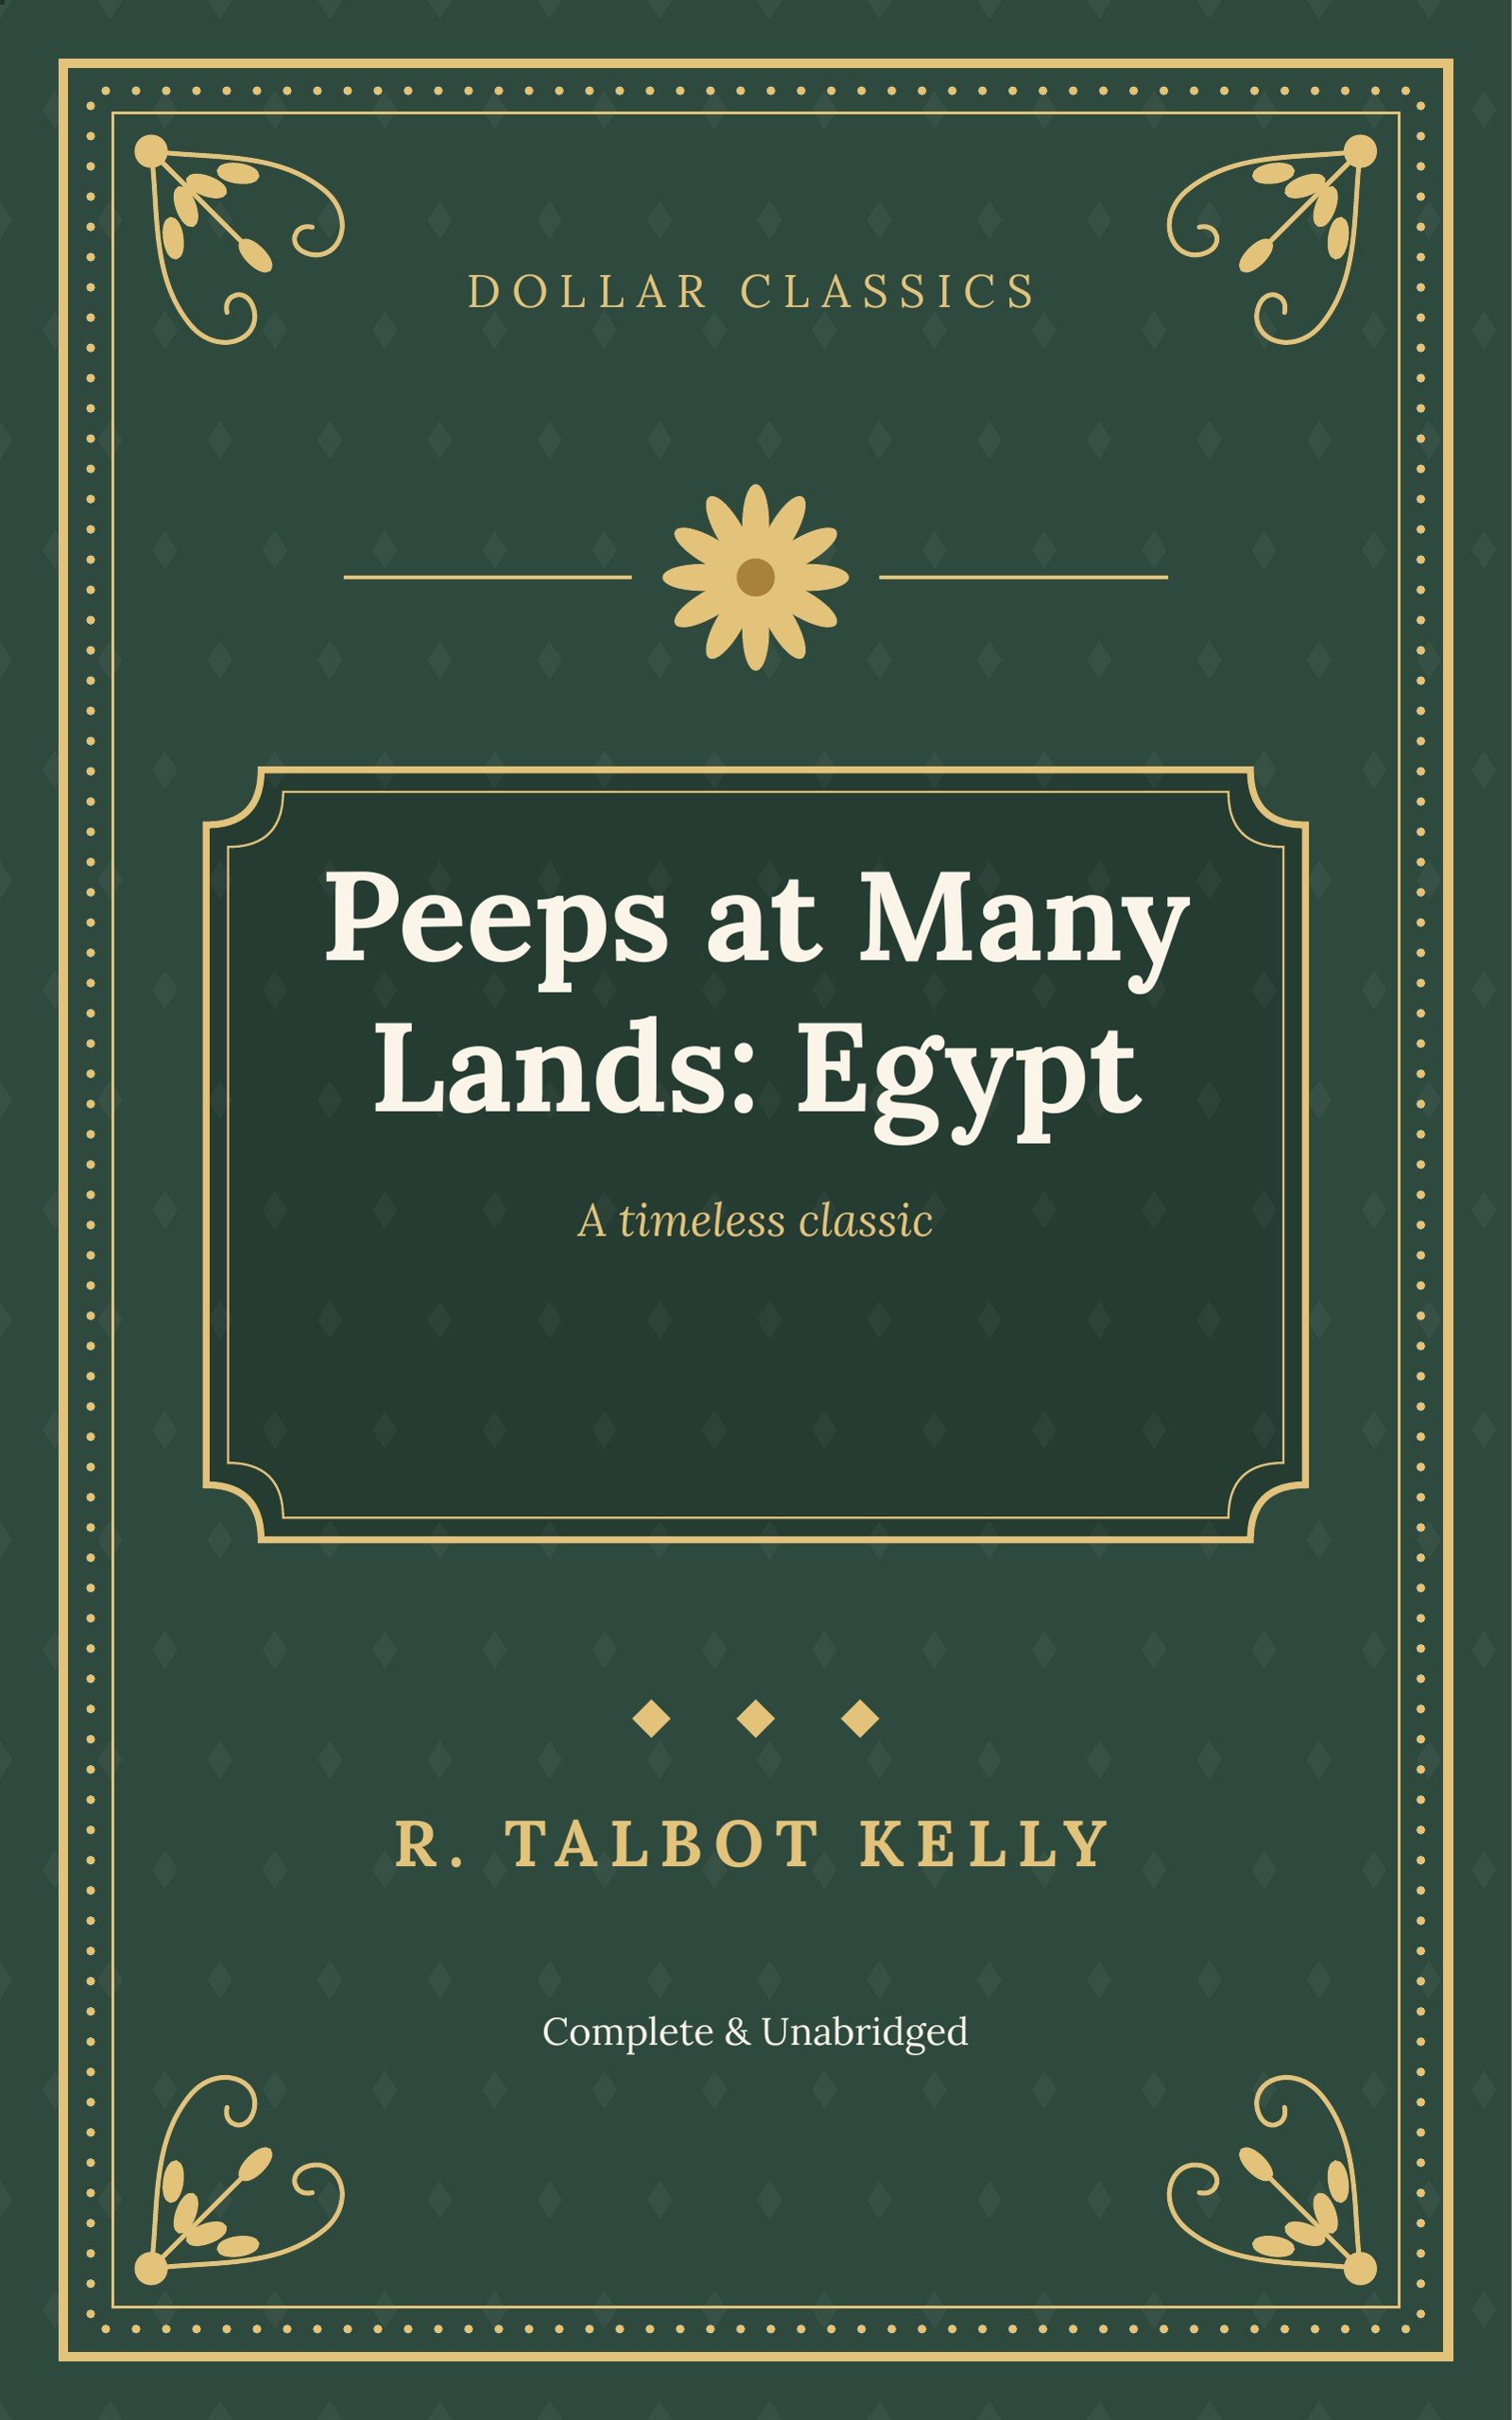 DOLLAR CLASSICS
Peeps at Many
Lands: Egypt
A timeless classic
R. TALBOT KELLY
Complete & Unabridged